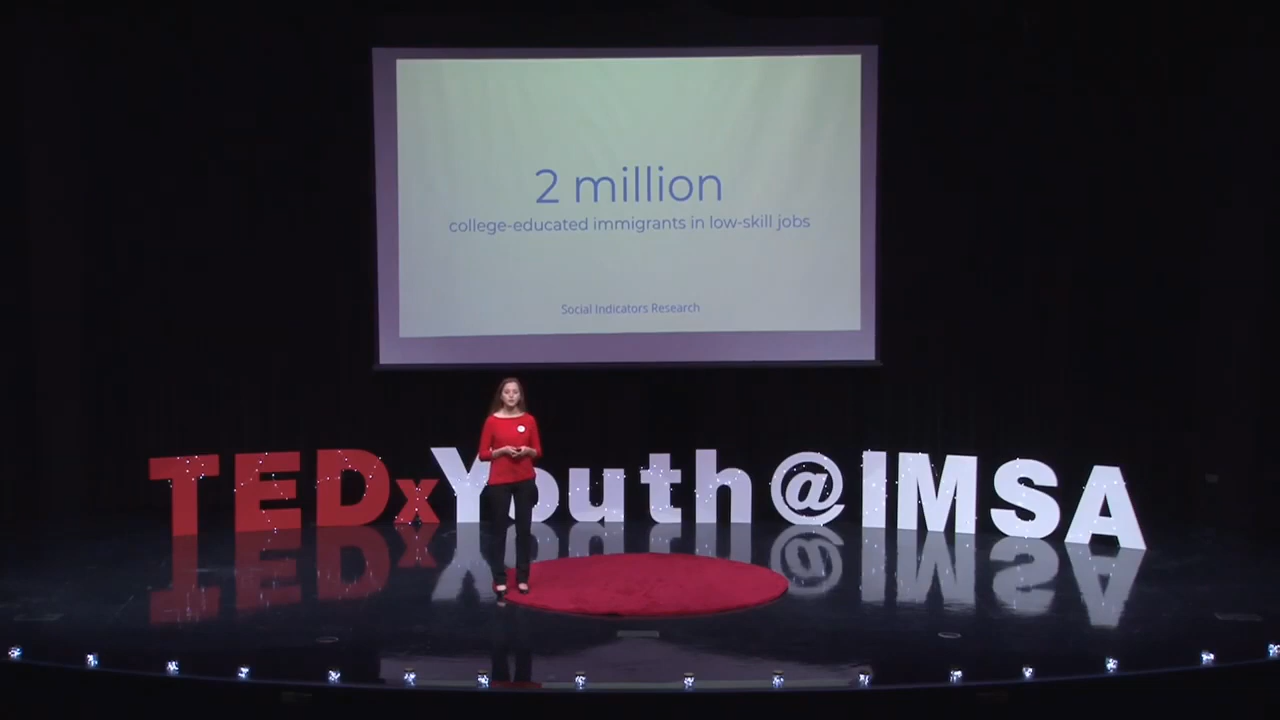 2 million
college-educated immigrants in low-skill jobs
Social Indicators Research
TEDxYouth@IMSA